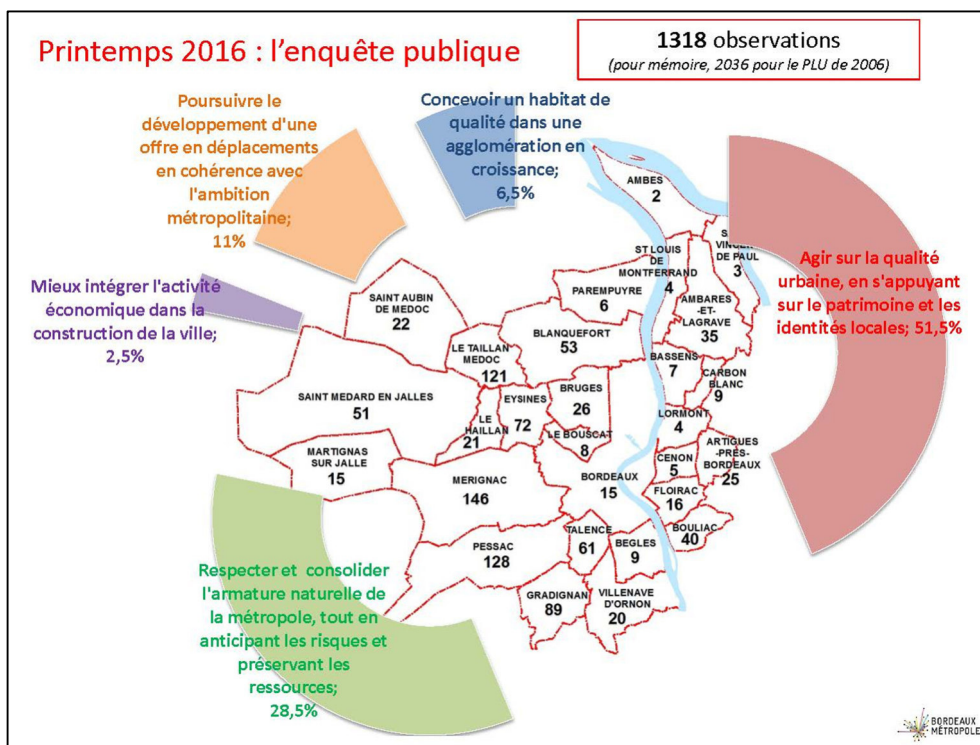 Printemps 2016 : l'enquête publique
1318 observations
(pour mémoire, 2036 pour le PLU de 2006)
Poursuivre le
développement d'une
offre en déplacements
en cohérence avec
l'ambition
métropolitaine;
11%
Concevoir un habitat de
qualité dans une
agglomération en
croissance;
6,5%
Mieux intégrer l'activité
économique dans la
construction de la ville;
2,5%
Agir sur la qualité
urbaine, en s'appuyant
sur le patrimoine et les
identités locales; 51,5%
Respecter et consolider
l'armature naturelle de
la métropole, tout en
anticipant les risques et
préservant les
ressources;
28,5%
AMBES
2
ST LOUIS
DE
MONTFERRAND
4
VINCEN
DE PAUL
3
PAREMPUYRE
6
AMBARES
-ET-
LAGRAVE
35
SAINT AUBIN
DE MEDOC
22
BLANQUEFORT
53
LE TAILLAN
MEDOC
121
BASSENS
7
CARBON
BLANC
9
SAINT MEDARD EN JALLES
51
EYSINES
72
BRUGES
26
LE
HAILLAN
21
LE BOUSCAT
8
LORMONT
4
MARTIGNAS
SUR JALLE
15
MERIGNAC
146
BORDEAUX
15
CENON
5
ARTIGUES
-PRÈS-
BORDEAUX
25
FLOIRAC
16
BOULIAC
40
PESSAC
128
TALENCE
61
BEGLES
9
GRADIGNAN
89
VILLENAVE
D'ORNON
20
BORDEAUX
MÉTROPOLE